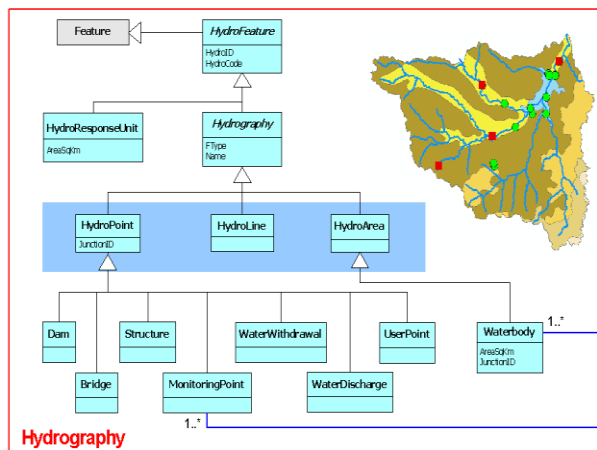 Feature
HydroFeature
HydroID
HydroCode
HydroResponseUnit
AreaSqKm
Hydrography
FType
Name
HydroPoint
JunctionID
HydroLine
HydroArea
Dam
Structure
WaterWithdrawal
UserPoint
Waterbody
AreaSqKm
JunctionID
1..*
Bridge
MonitoringPoint
WaterDischarge
1..*
Hydrography